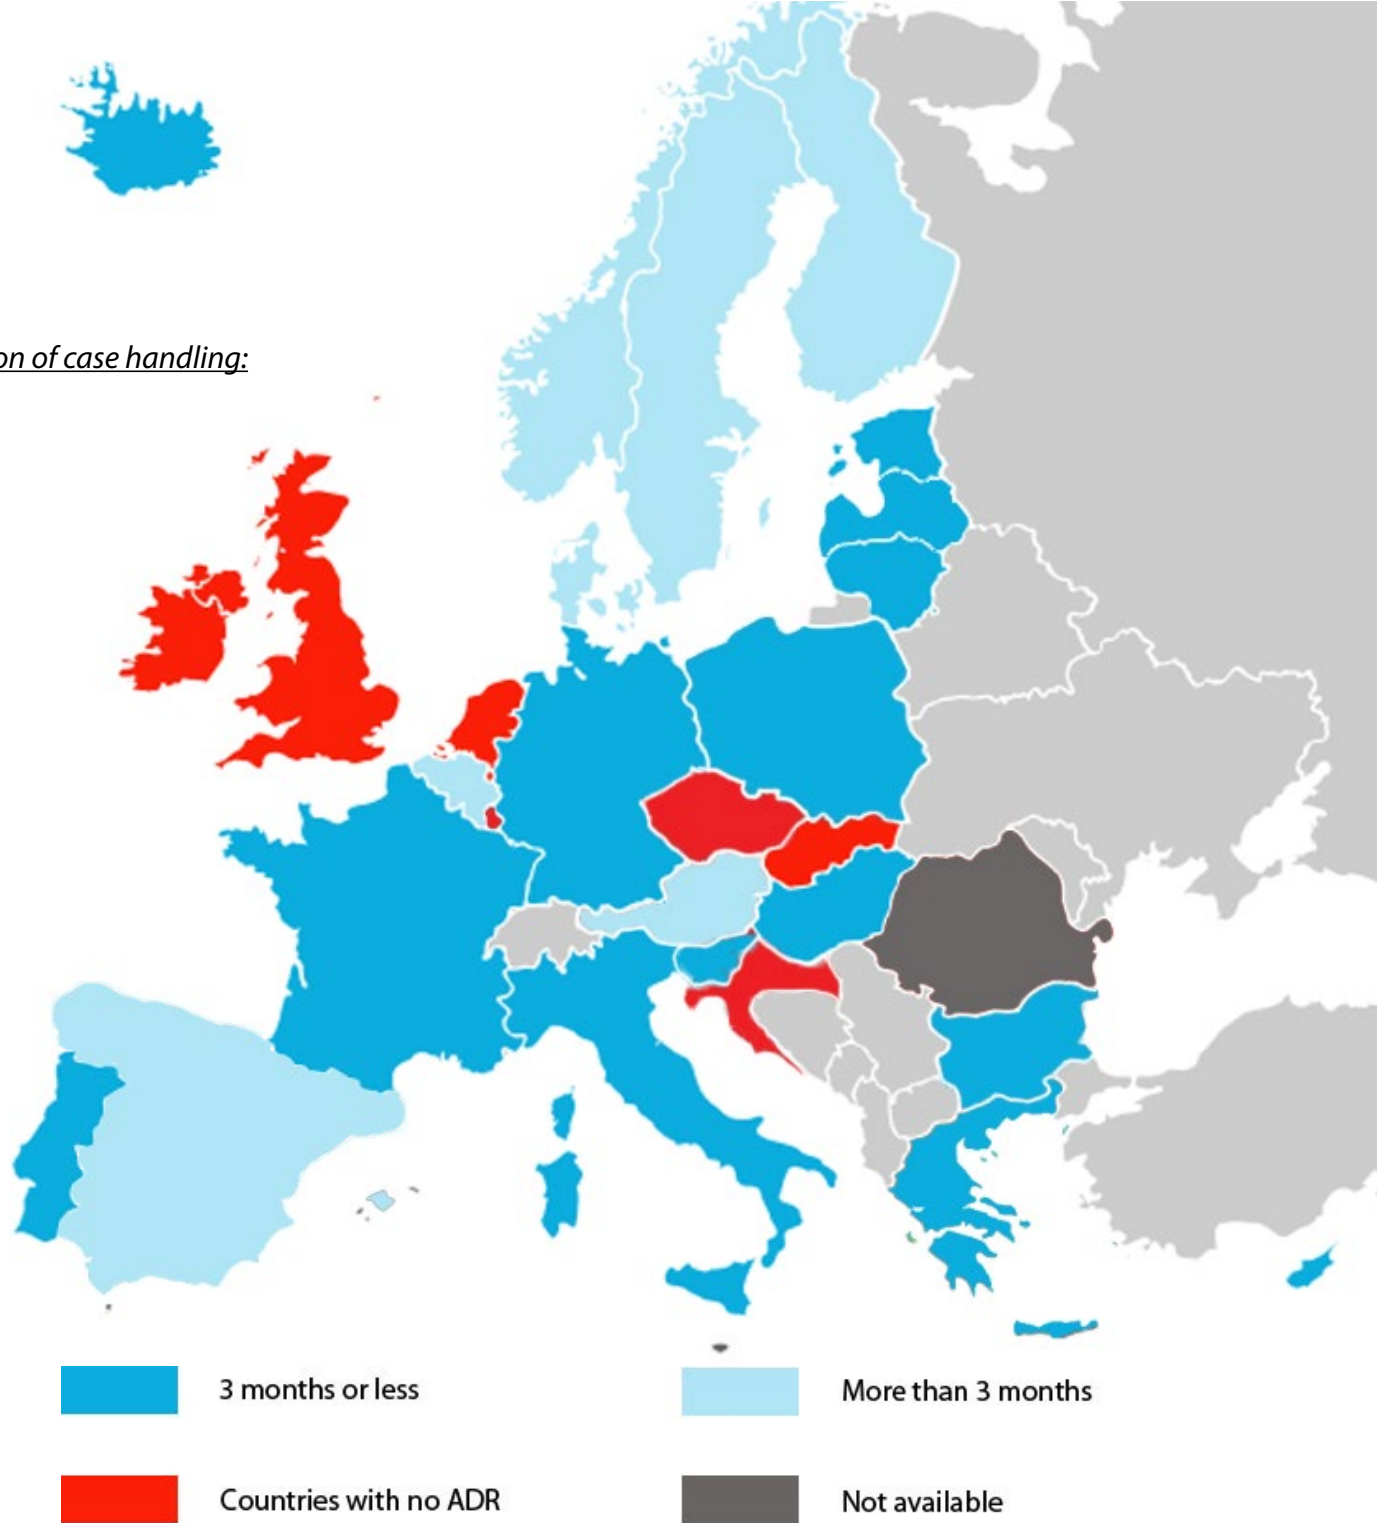 on of case handling:
3 months or less
More than 3 months
Countries with no ADR
Not available